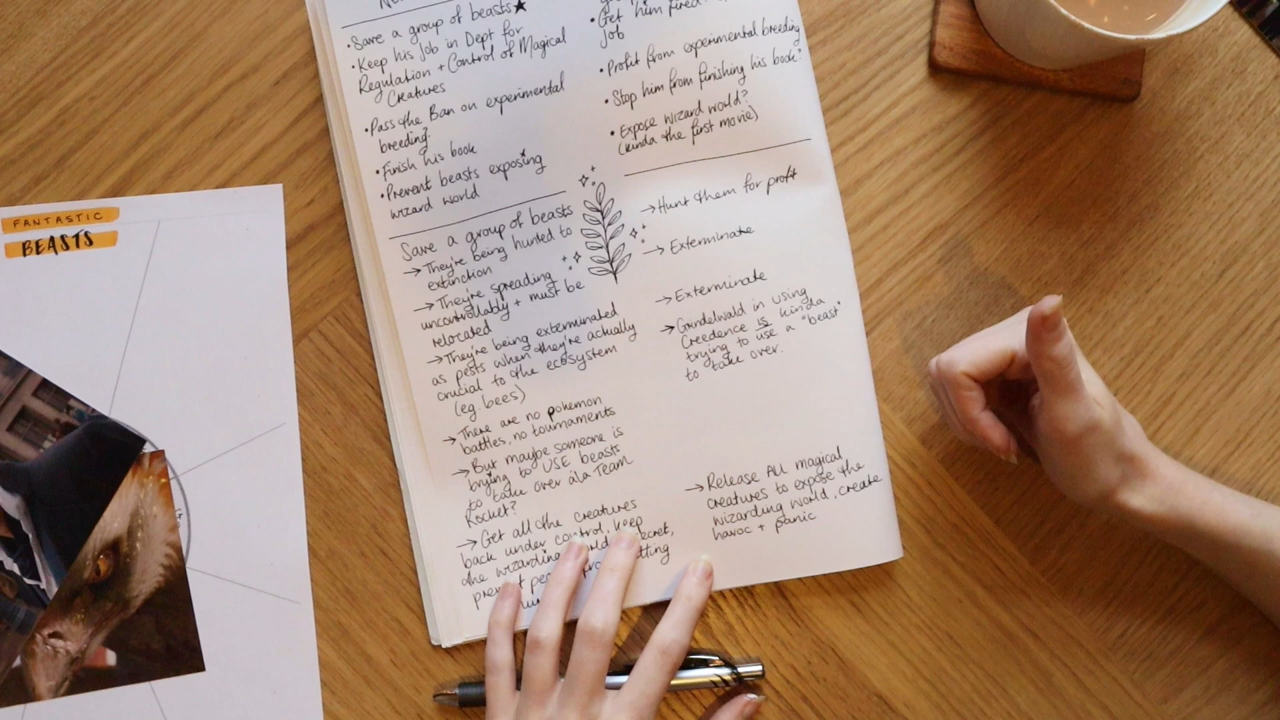 FANTASTIC
BEASTS
• Save a group of beasts★
• Keep his job in Dept for
Regulation + Control of Magical
Creatures
• Pass the Ban on experimental
breeding?
• Finish his book
• Prevent beasts exposing
wizard world
Save a group of beasts
→ They're being hunted to
extinction
→ They're spreading
uncontrollably + must be
relocated
→ They're being exterminated
as pests when they're actually
crucial to the ecosystem
(eg bees)
→ There are no pokemon
battles, no tournaments
→ But maybe someone is
trying to USE beasts
to take over ála Team
Rocket?
→ Get all the creatures
back under control, keep
the wizarding secret,
• Get him fired?
job
• Profit from experimental breeding
• Stop him from finishing his book?
• Expose wizard world?
(kinda the first movie)
→ Hunt them for profit
→ Exterminate
→ Exterminate
→ Grindelwald in using
Creedence is kinda
trying to use a "beast"
to take over.
→ Release ALL magical
creatures to expose the
wizarding world, create
havoc + panic